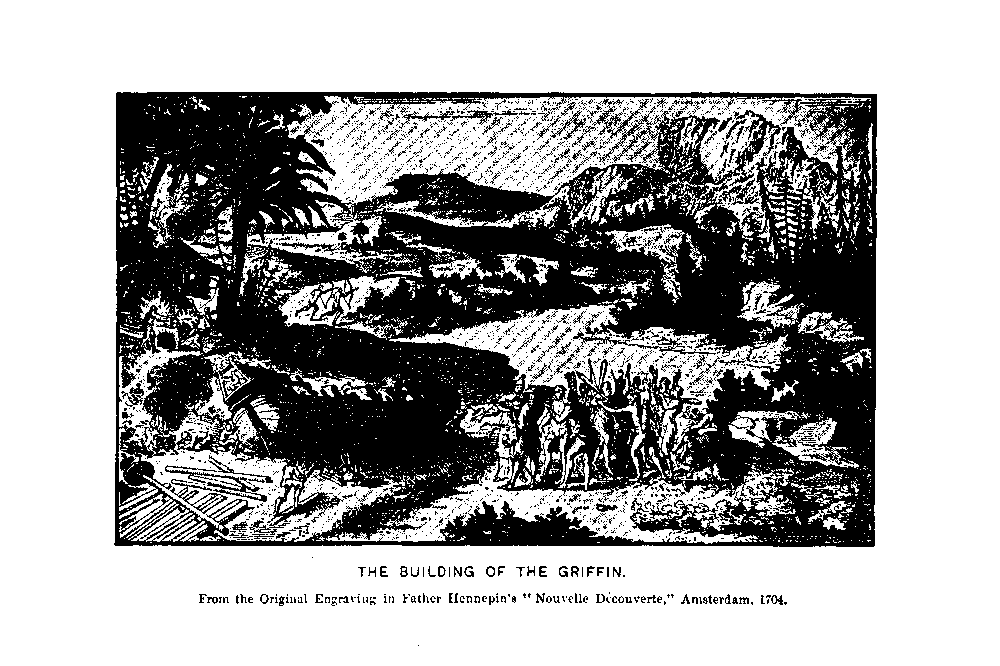 THE BUILDING OF THE GRIFFIN.
From the Original Engraving in Father Hennepin's "Nouvelle Découverte," Amsterdam, 1704.